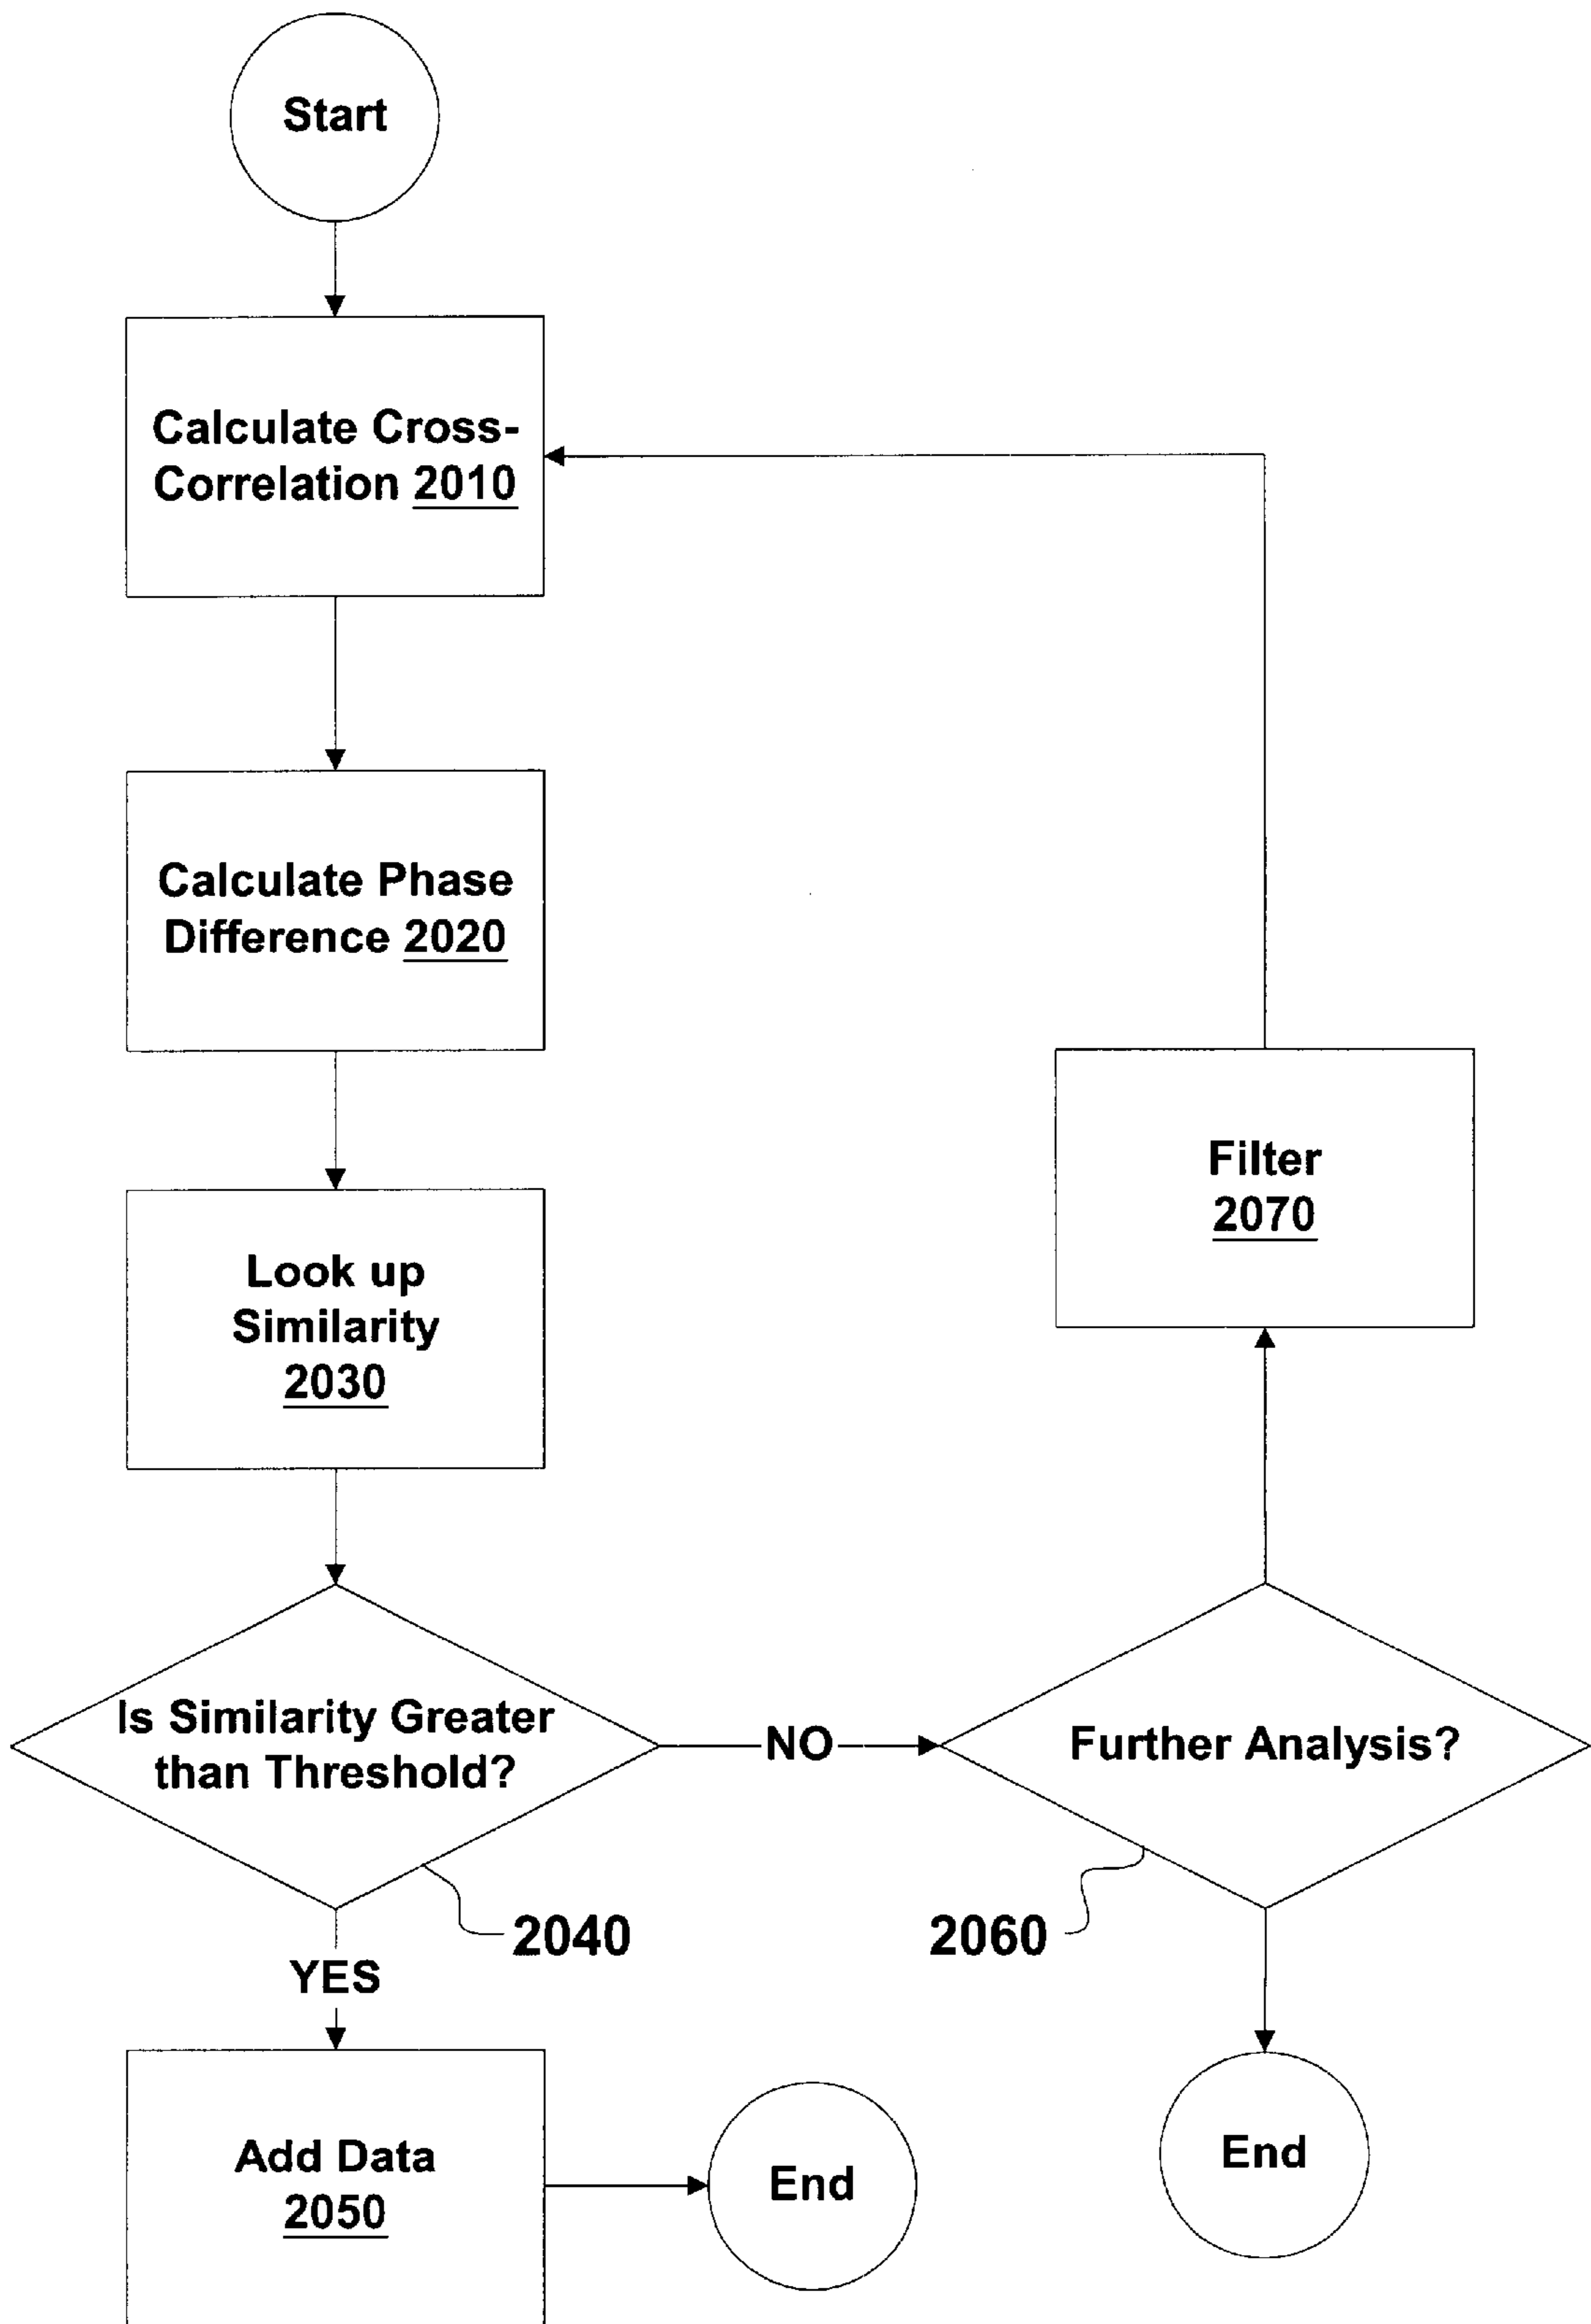 Start
Calculate Cross-
Correlation 2010
Calculate Phase
Difference 2020
Look up
Similarity
2030
Filter
2070
Is Similarity Greater
than Threshold?
NO
Further Analysis?
2040
2060
YES
Add Data
2050
End
End